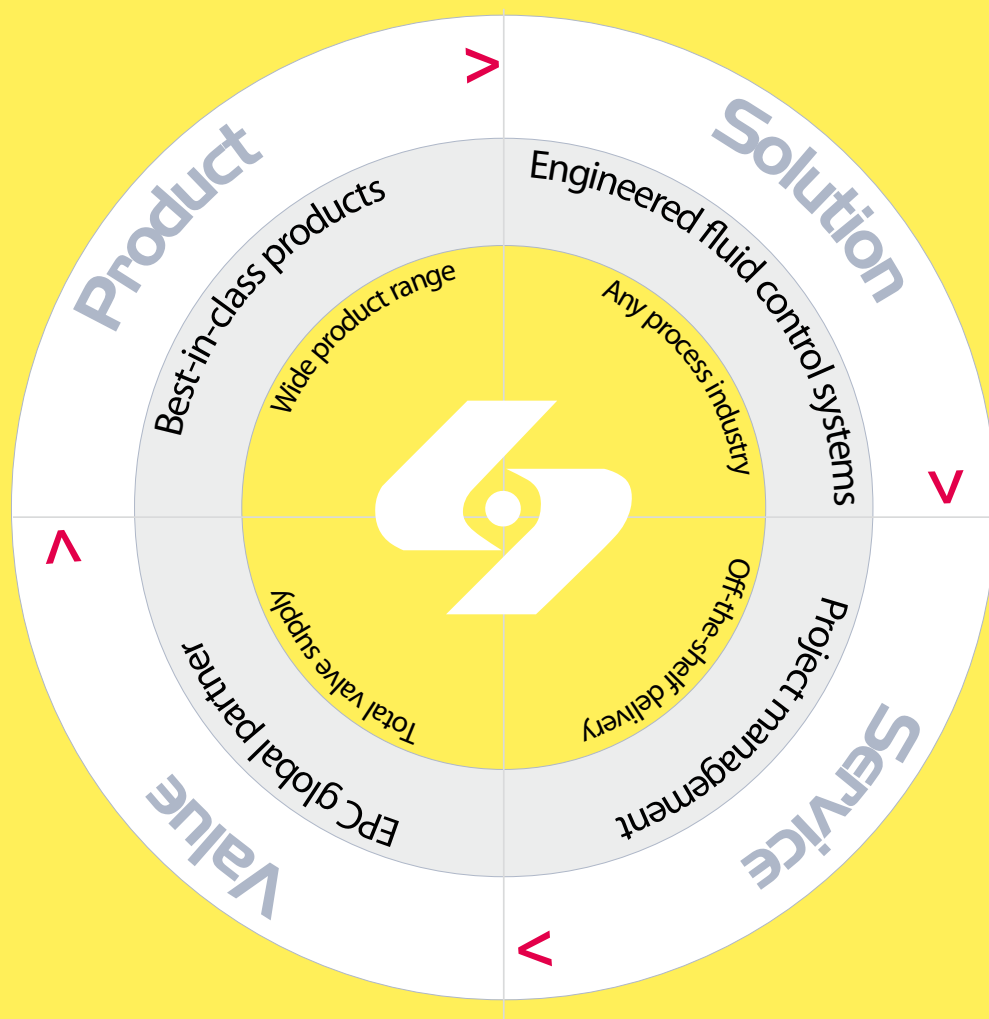 Product
Best-in-class products
Wide product range
>
Solution
Engineered fluid control systems
Any process industry
>
Service
Project management
Off-the-shelf delivery
>
Value
EPC global partner
Total valve supply
>